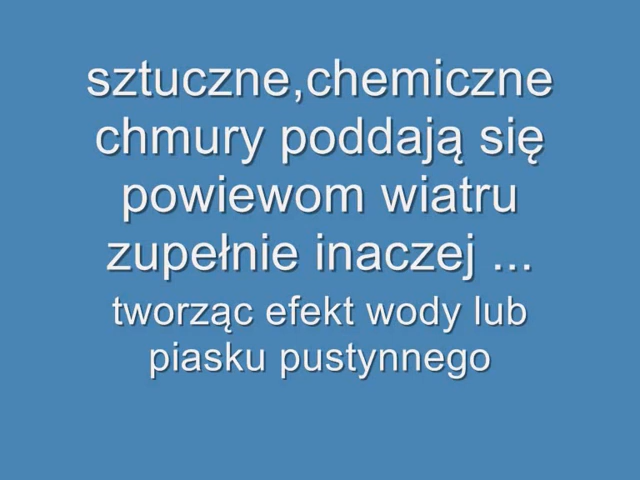 sztuczne,chemiczne
chmury poddają się
powiewom wiatru
zupełnie inaczej ...
tworząc efekt wody lub
piasku pustynnego